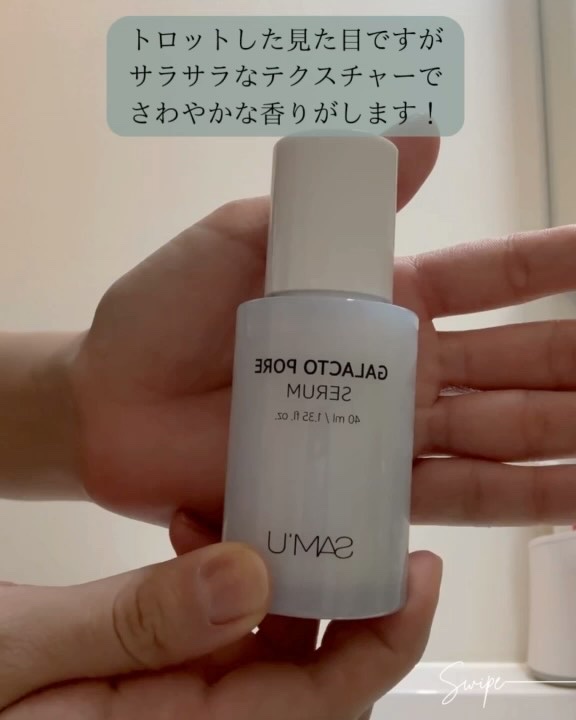 トロットした見た目ですが
サラサラなテクスチャーで
さわやかな香りがします！
GALACTO PORE
SERUM
40 ml / 1.35 fl. oz.
SAM'U
Swipe